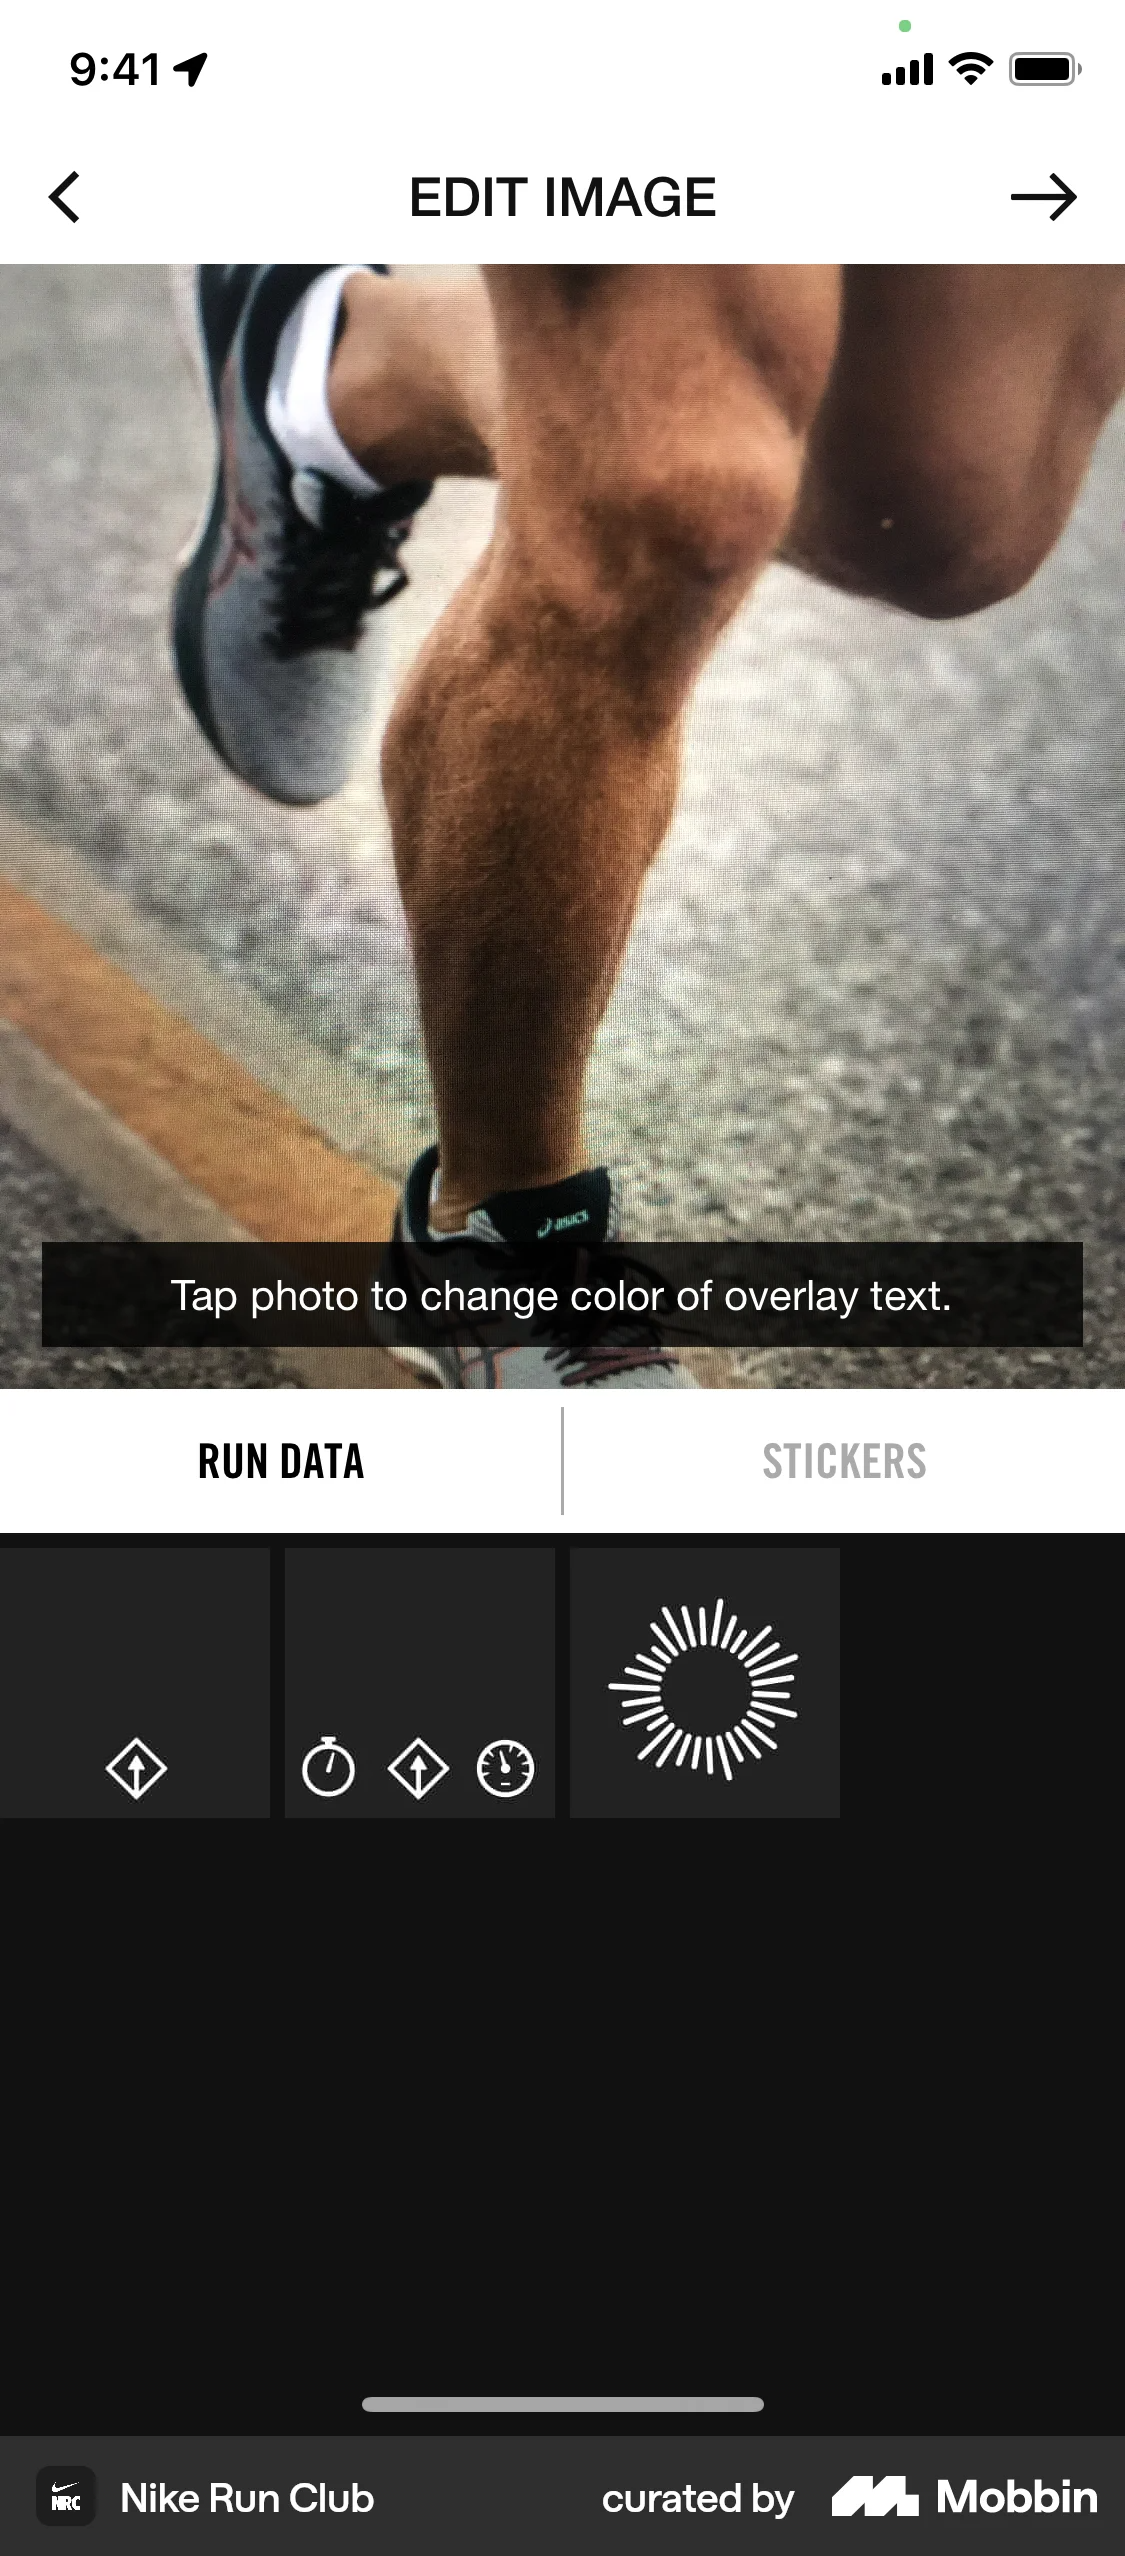 9:41
EDIT IMAGE
asics
Tap photo to change color of overlay text.
RUN DATA
STICKERS
NRC
Nike Run Club
curated by
Mobbin